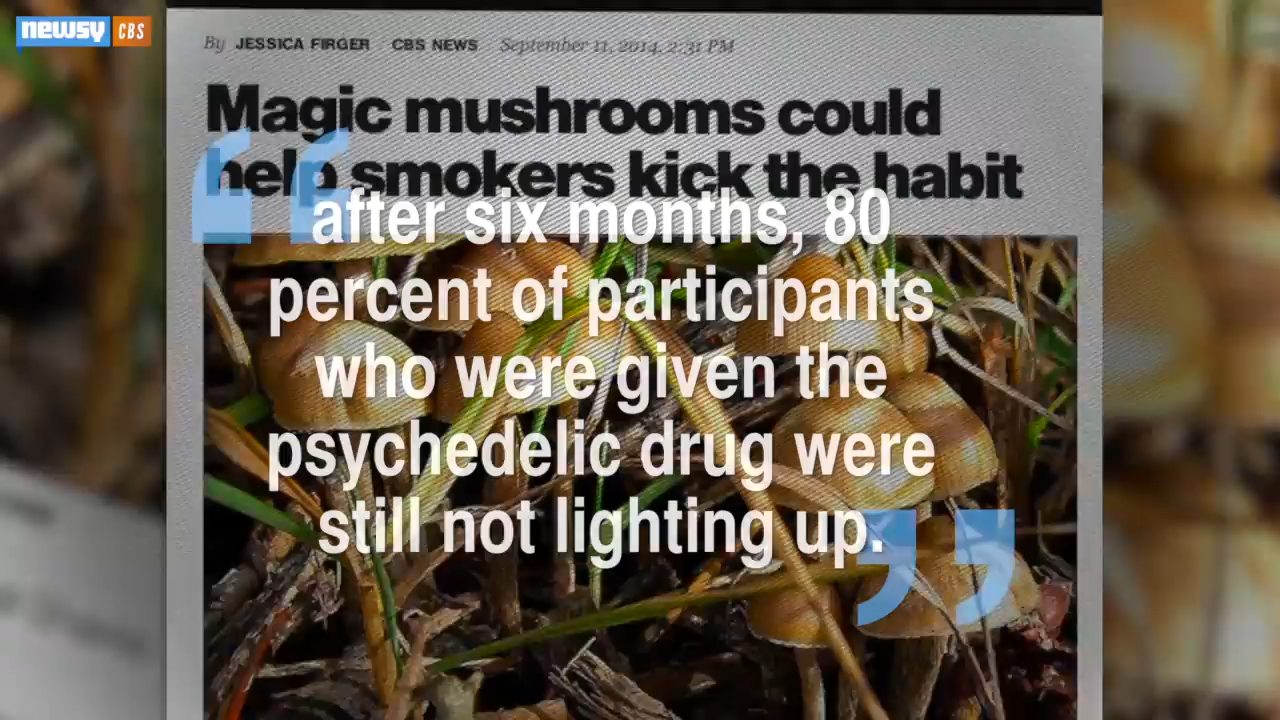 newsy CBS
By JESSICA FIRGER CBS NEWS September 11, 2014, 2:31 PM
Magic mushrooms could
help smokers kick the habit
“after six months, 80
percent of participants
who were given the
psychedelic drug were
still not lighting up.”